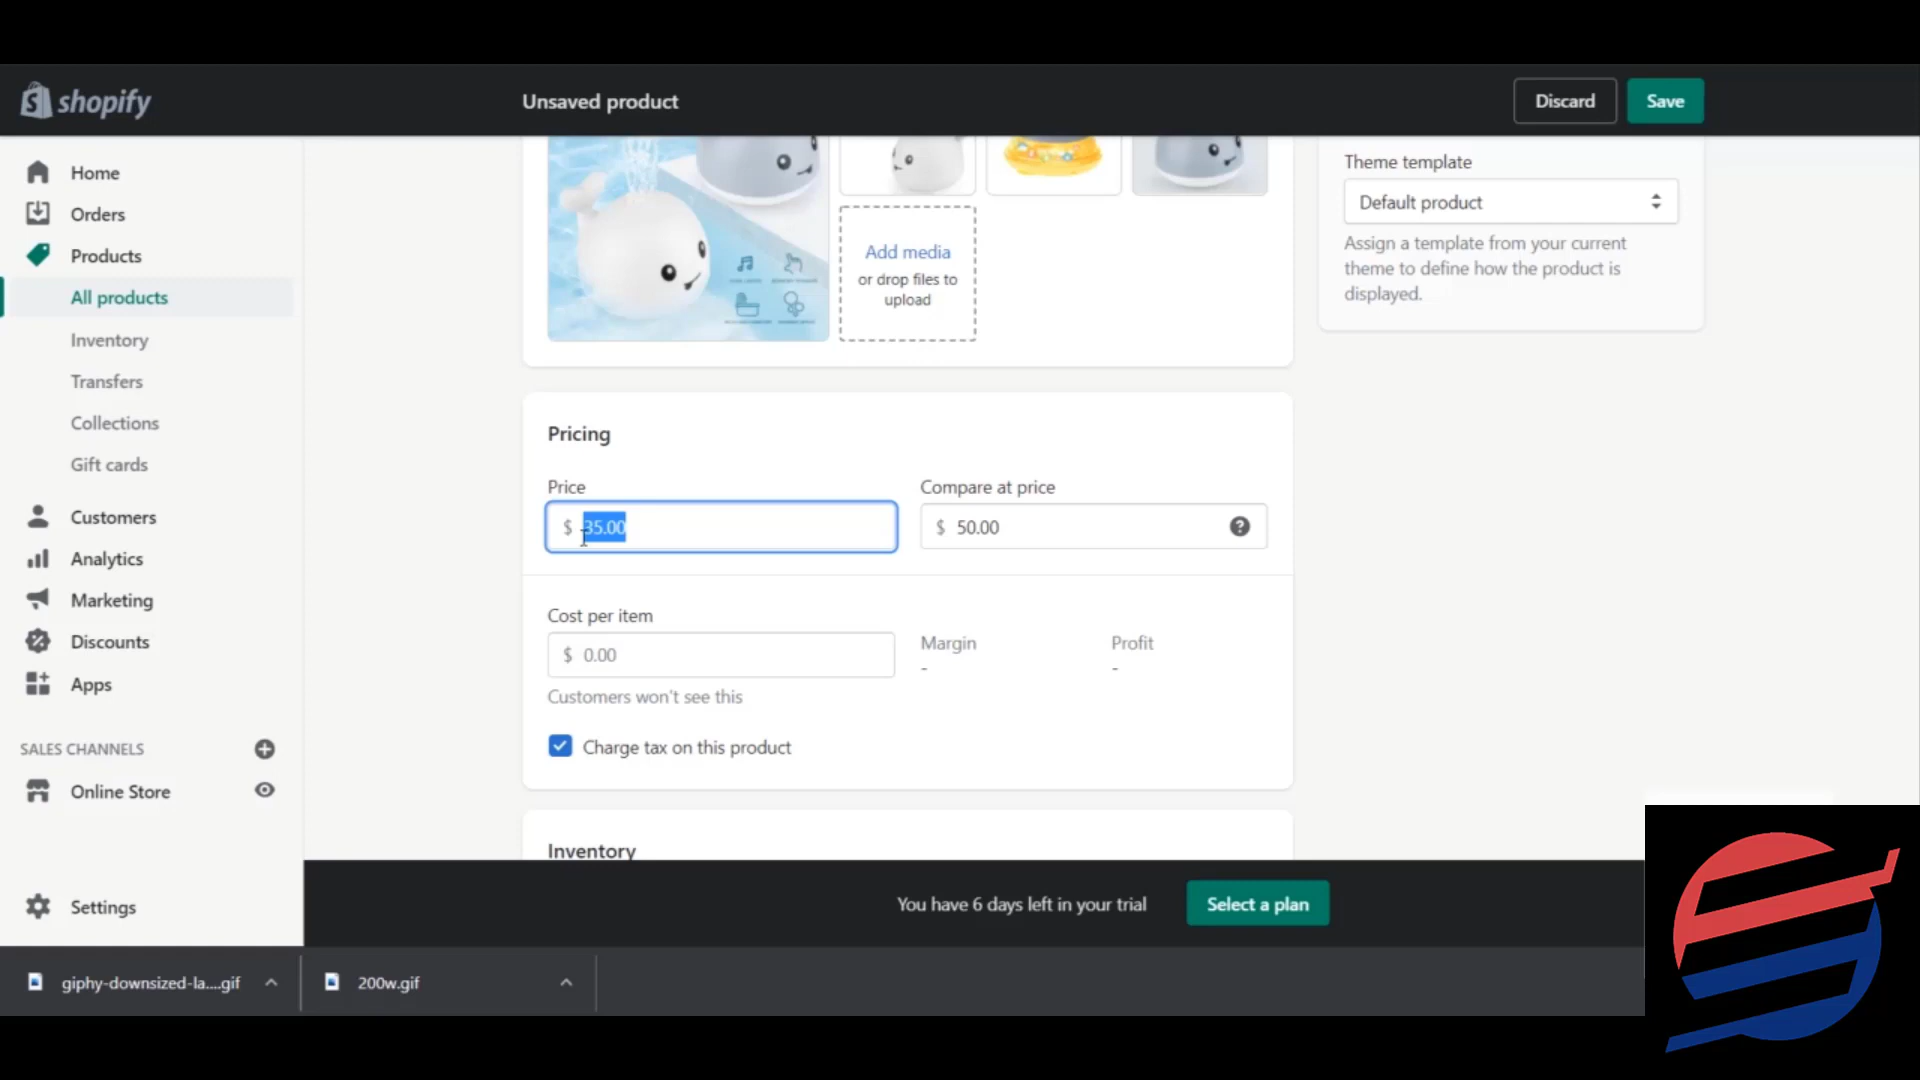 shopify
Unsaved product
Discard
Save
Home
Orders
Products
All products
Inventory
Transfers
Collections
Gift cards
Customers
Analytics
Marketing
Discounts
Apps
SALES CHANNELS
Online Store
Settings
Add media
or drop files to
upload
Theme template
Default product
Assign a template from your current
theme to define how the product is
displayed.
Pricing
Price
Compare at price
$ 35.00
$ 50.00
Cost per item
$ 0.00
Margin
-
Profit
-
Customers won't see this
Charge tax on this product
Inventory
You have 6 days left in your trial
Select a plan
giphy-downsized-la....gif
200w.gif